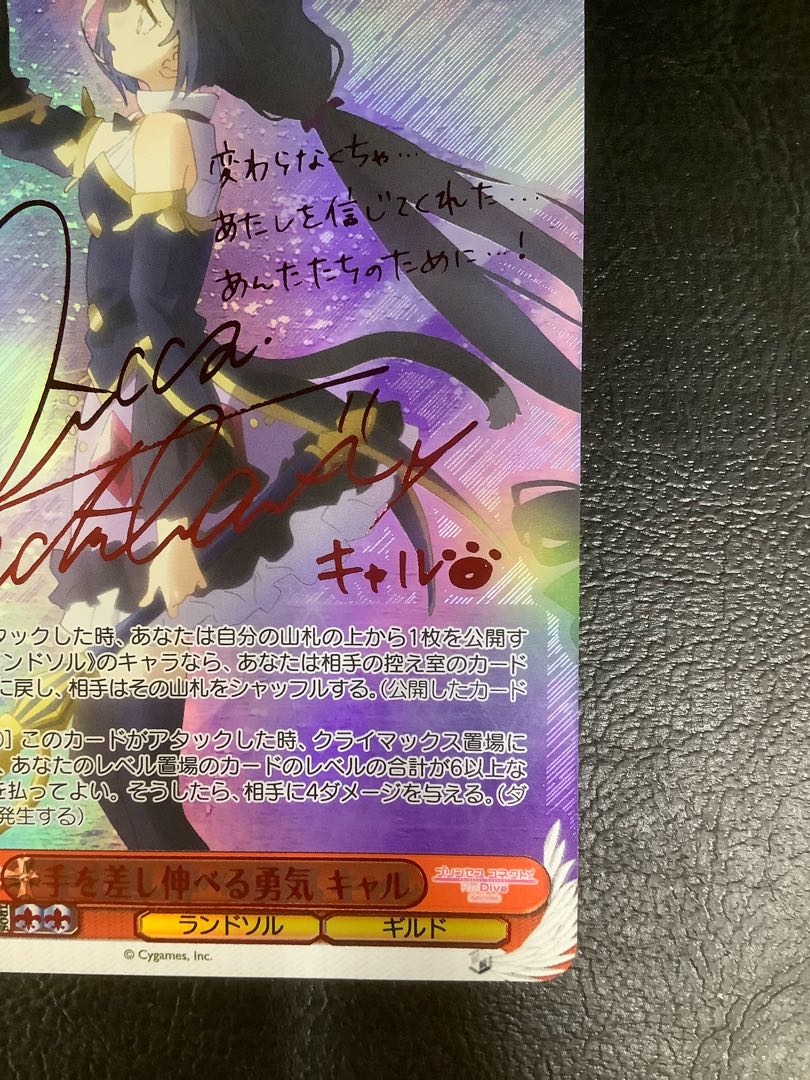 変わらなくちゃ…
あたしを信じてくれた…
あんたたちのために…!
Ricca.
キャル
タックした時、あなたは自分の山札の上から1枚を公開す
ンドソル》のキャラなら、あなたは相手の控え室のカード
に戻し、相手はその山札をシャッフルする。(公開したカード
］このカードがアタックした時、クライマックス置場に
、あなたのレベル置場のカードのレベルの合計が6以上な
を払ってよい。そうしたら、相手に4ダメージを与える。(ダ
発生する)
手を差し伸べる勇気 キャル
プリンセス コネクト!
Re:Dive
ランドソル
ギルド
© Cygames, Inc.